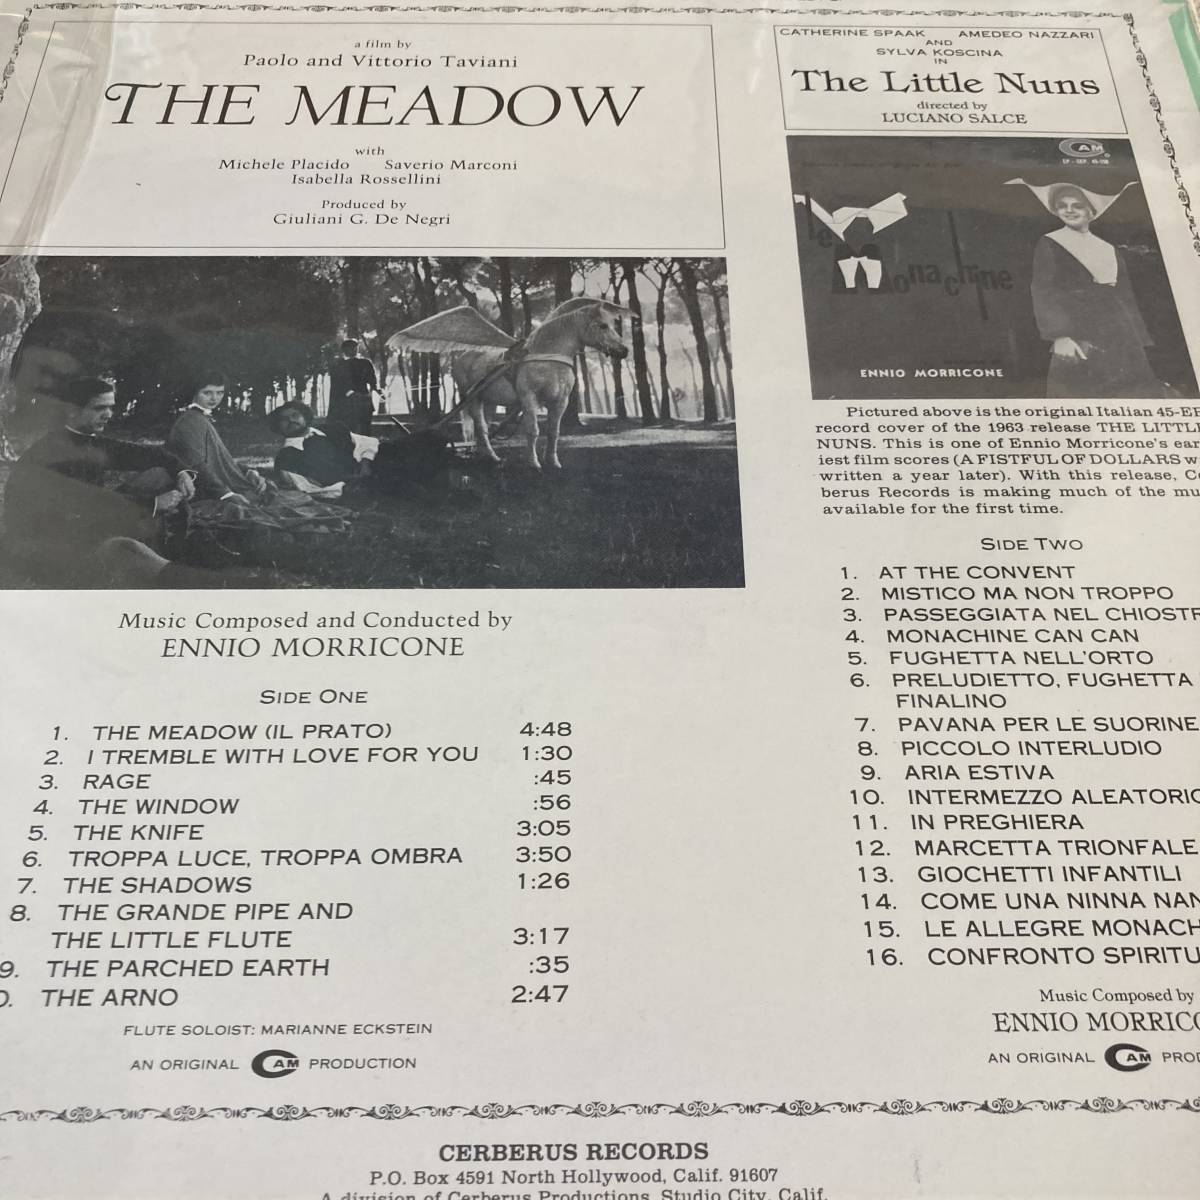 a film by
Paolo and Vittorio Taviani
THE MEADOW
with
Michele Placido Saverio Marconi
Isabella Rossellini
Produced by
Giuliani G. De Negri
Music Composed and Conducted by
ENNIO MORRICONE
SIDE ONE
1. THE MEADOW (IL PRATO) 4:48
2. I TREMBLE WITH LOVE FOR YOU 1:30
3. RAGE :45
4. THE WINDOW :56
5. THE KNIFE 3:05
6. TROPPA LUCE, TROPPA OMBRA 3:50
7. THE SHADOWS 1:26
8. THE GRANDE PIPE AND
THE LITTLE FLUTE 3:17
9. THE PARCHED EARTH :35
0. THE ARNO 2:47
FLUTE SOLOIST: MARIANNE ECKSTEIN
AN ORIGINAL CAM PRODUCTION
CATHERINE SPAAK AMEDEO NAZZARI
AND
SYLVA KOSCINA
IN
The Little Nuns
directed by
LUCIANO SALCE
CAM
le
Monachine
ENNIO MORRICONE
Pictured above is the original Italian 45-EP
record cover of the 1963 release THE LITTLE
NUNS. This is one of Ennio Morricone's ear-
iest film scores (A FISTFUL OF DOLLARS w
written a year later). With this release, Ce
berus Records is making much of the mu
available for the first time.
SIDE TWO
1. AT THE CONVENT
2. MISTICO MA NON TROPPO
3. PASSEGGIATA NEL CHIOSTR
4. MONACHINE CAN CAN
5. FUGHETTA NELL'ORTO
6. PRELUDIETTO, FUGHETTA
FINALINO
7. PAVANA PER LE SUORINE
8. PICCOLO INTERLUDIO
9. ARIA ESTIVA
10. INTERMEZZO ALEATORIO
11. IN PREGHIERA
12. MARCETTA TRIONFALE
13. GIOCHETTI INFANTILI
14. COME UNA NINNA NAN
15. LE ALLEGRE MONACH
16. CONFRONTO SPIRITU
Music Composed by
ENNIO MORRICO
AN ORIGINAL CAM PROD
CERBERUS RECORDS
P.O. Box 4591 North Hollywood, Calif. 91607
A division of Cerberus Productions, Studio City, Calif.